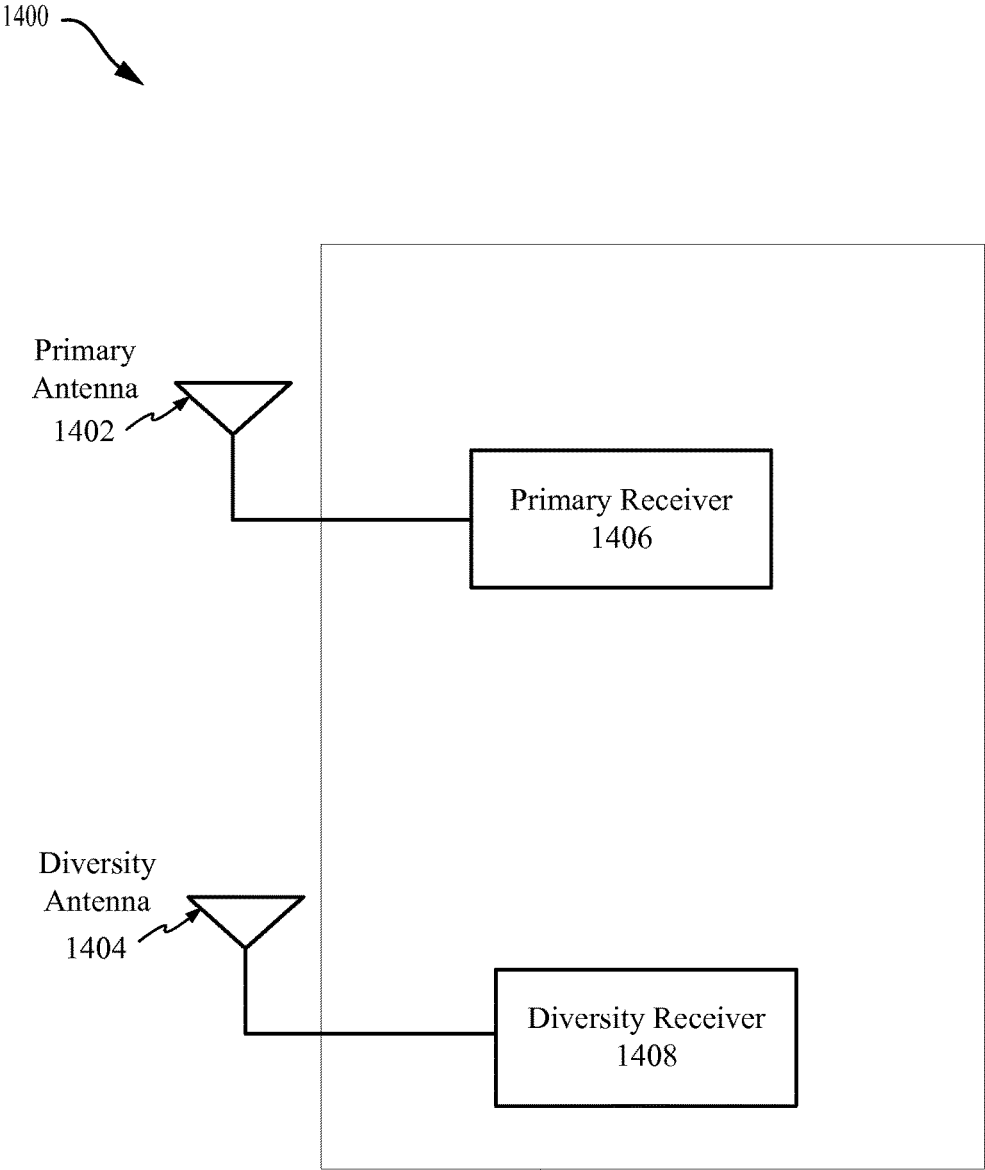 1400
Primary
Antenna
1402
Primary Receiver
1406
Diversity
Antenna
1404
Diversity Receiver
1408